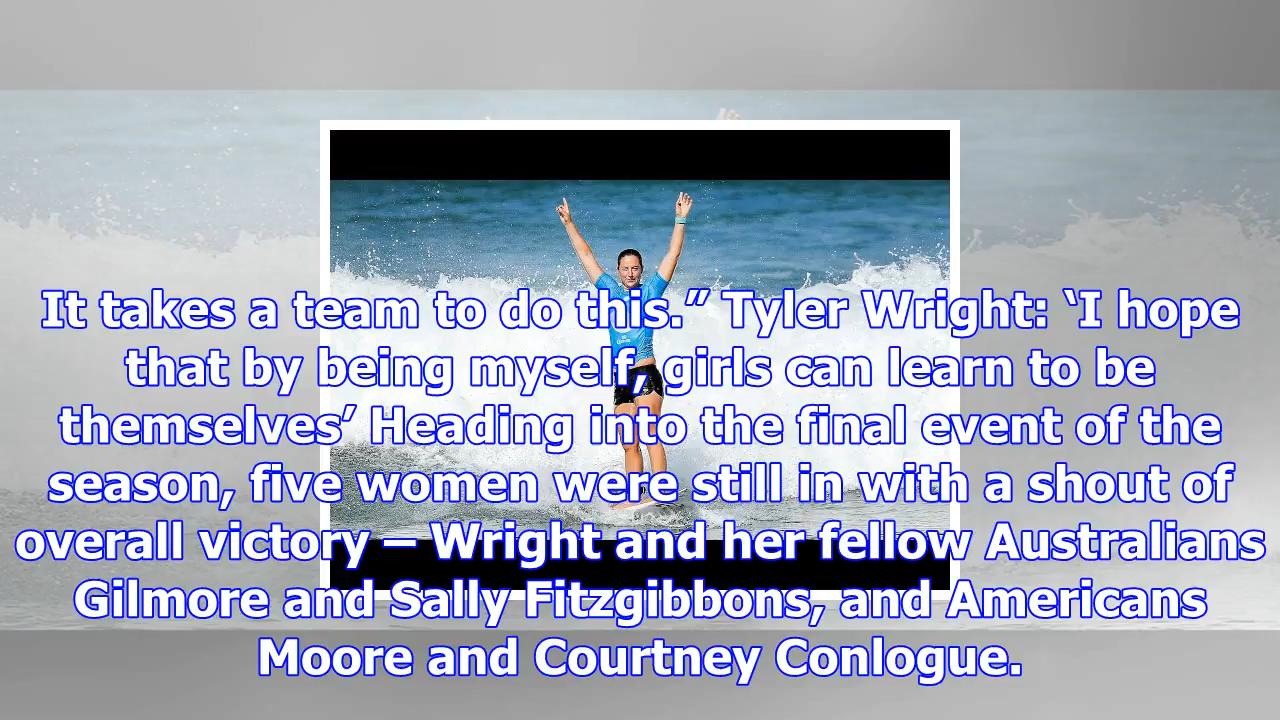 It takes a team to do this.” Tyler Wright: ‘I hope
that by being myself, girls can learn to be
themselves’ Heading into the final event of the
season, five women were still in with a shout of
overall victory – Wright and her fellow Australians
Gilmore and Sally Fitzgibbons, and Americans
Moore and Courtney Conlogue.